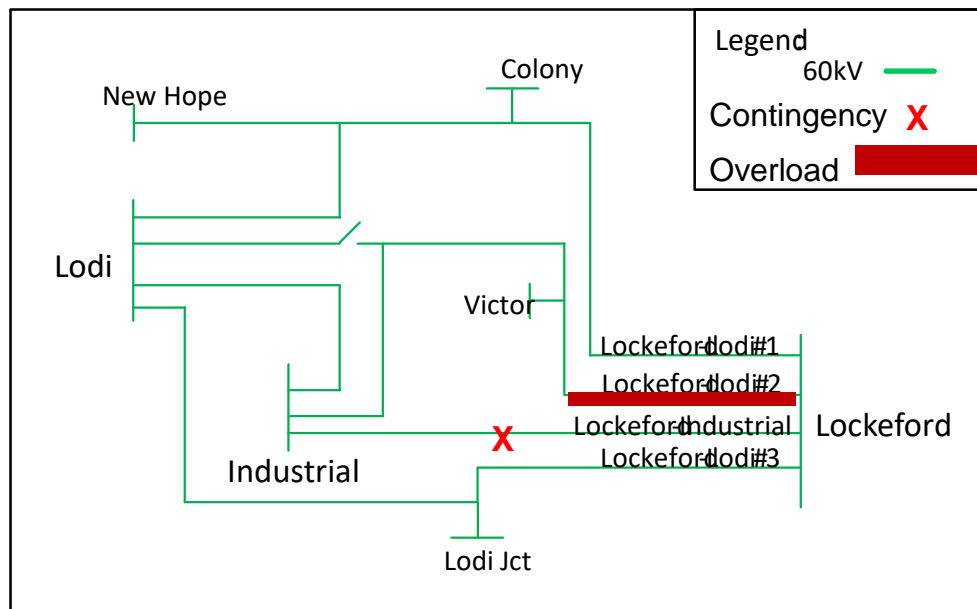 Legend:
60kV
Contingency X
Overload
Colony
New Hope
Lodi
Victor
Lockeford-Lodi#1
Lockeford-Lodi#2
Lockeford-Industrial
Lockeford
Lockeford-Lodi#3
X
Industrial
Lodi Jct